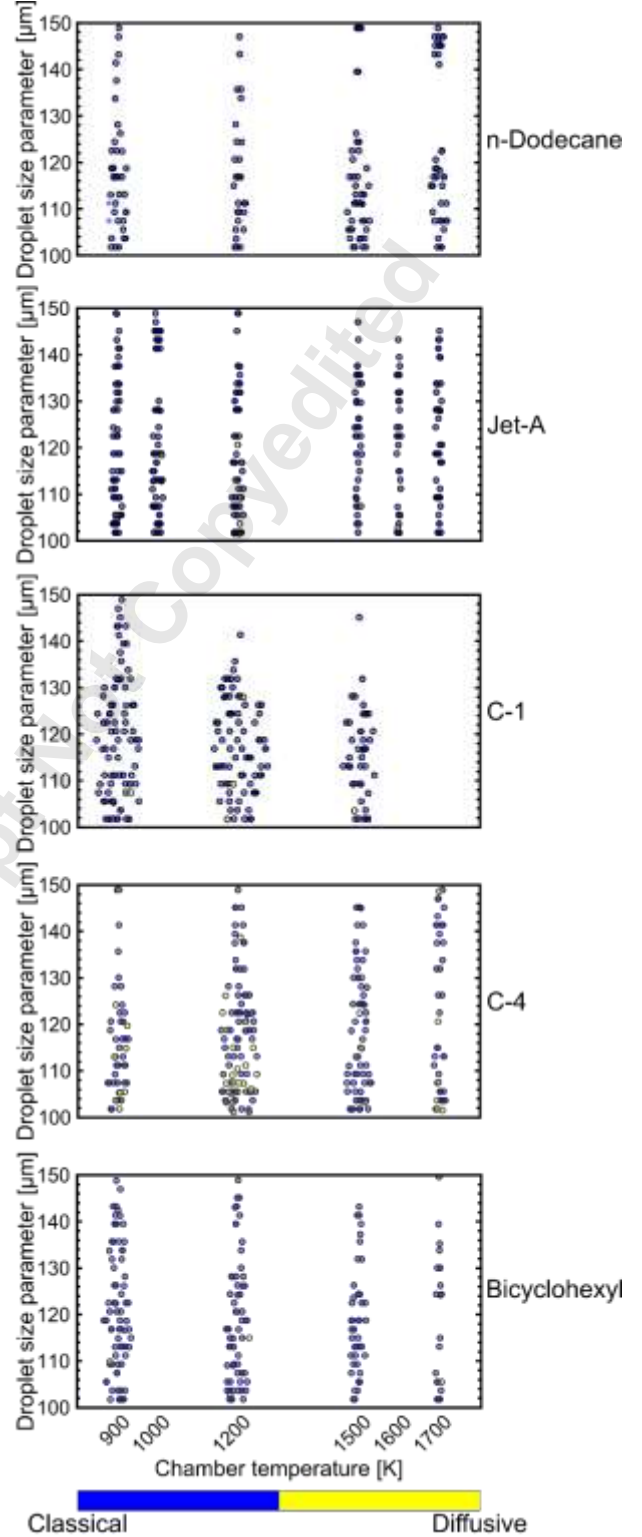 150
140
130
120
110
100
Droplet size parameter [µm]
n-Dodecane
150
140
130
120
110
100
Droplet size parameter [µm]
Jet-A
150
140
130
120
110
100
Droplet size parameter [µm]
C-1
150
140
130
120
110
100
Droplet size parameter [µm]
C-4
150
140
130
120
110
100
Droplet size parameter [µm]
Bicyclohexyl
900 1000 1200 1500 1600 1700
Chamber temperature [K]
Classical Diffusive
pt Not Copyedited